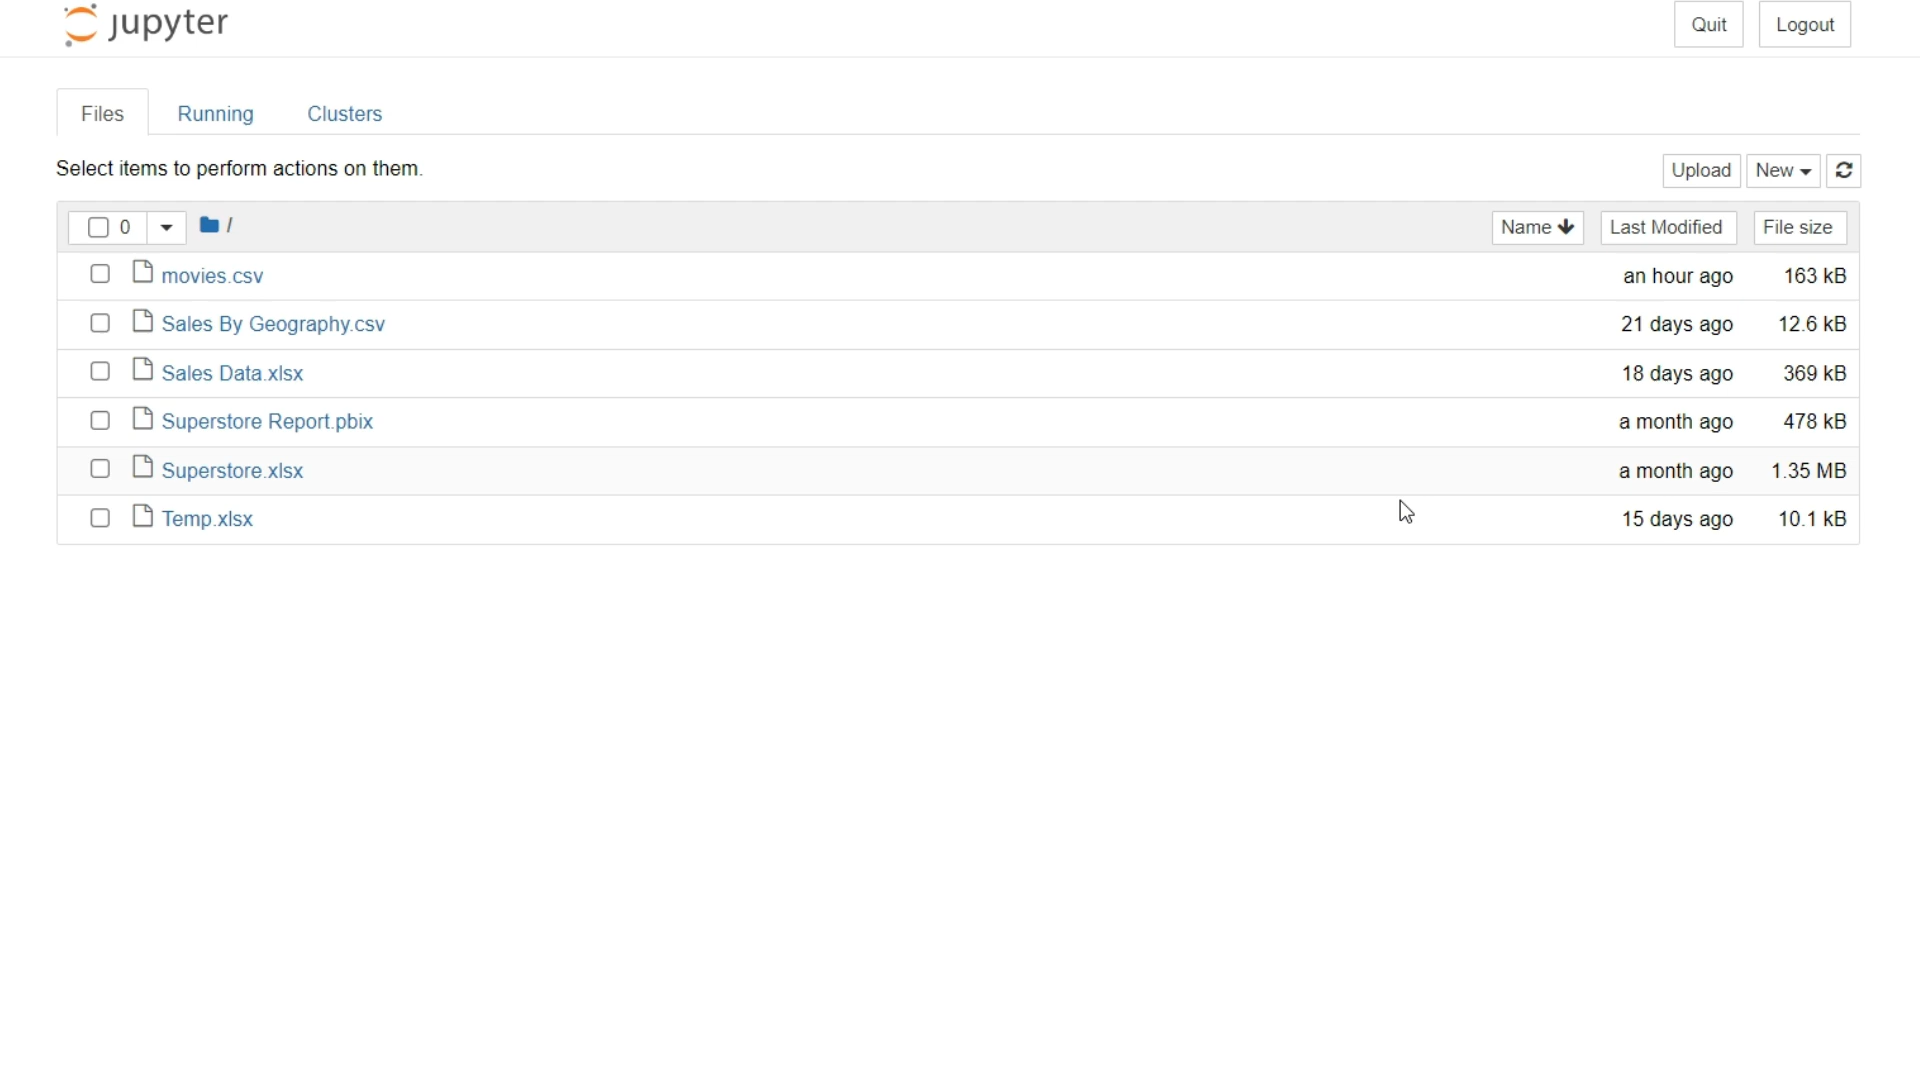 jupyter
Quit
Logout
Files
Running
Clusters
Select items to perform actions on them.
Upload
New
0
/
Name
Last Modified
File size
movies.csv
an hour ago
163 kB
Sales By Geography.csv
21 days ago
12.6 kB
Sales Data.xlsx
18 days ago
369 kB
Superstore Report.pbix
a month ago
478 kB
Superstore.xlsx
a month ago
1.35 MB
Temp.xlsx
15 days ago
10.1 kB